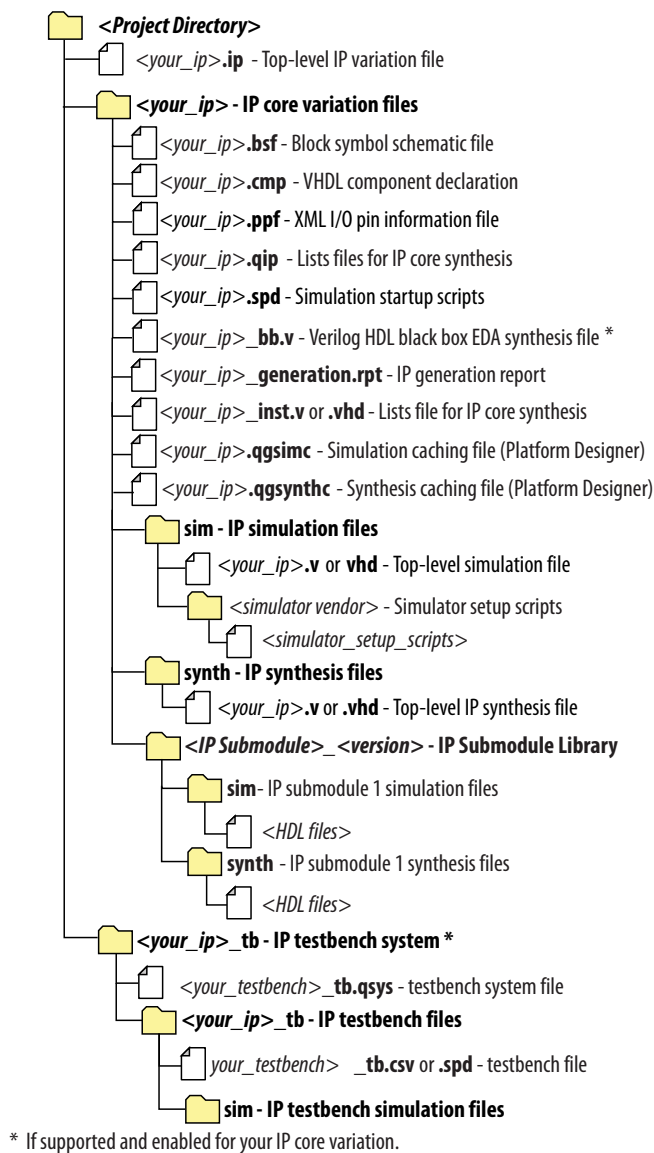 <Project Directory>
<your_ip>.ip - Top-level IP variation file
<your_ip> - IP core variation files
<your_ip>.bsf - Block symbol schematic file
<your_ip>.cmp - VHDL component declaration
<your_ip>.ppf - XML I/O pin information file
<your_ip>.qip - Lists files for IP core synthesis
<your_ip>.spd - Simulation startup scripts
<your_ip>_bb.v - Verilog HDL black box EDA synthesis file *
<your_ip>_generation.rpt - IP generation report
<your_ip>_inst.v or .vhd - Lists file for IP core synthesis
<your_ip>.qgsimc - Simulation caching file (Platform Designer)
<your_ip>.qgsynthc - Synthesis caching file (Platform Designer)
sim - IP simulation files
<your_ip>.v or vhd - Top-level simulation file
<simulator vendor> - Simulator setup scripts
<simulator_setup_scripts>
synth - IP synthesis files
<your_ip>.v or .vhd - Top-level IP synthesis file
<IP Submodule>_<version> - IP Submodule Library
sim- IP submodule 1 simulation files
<HDL files>
synth - IP submodule 1 synthesis files
<HDL files>
<your_ip>_tb - IP testbench system *
<your_testbench>_tb.qsys - testbench system file
<your_ip>_tb - IP testbench files
your_testbench> _tb.csv or .spd - testbench file
sim - IP testbench simulation files
* If supported and enabled for your IP core variation.